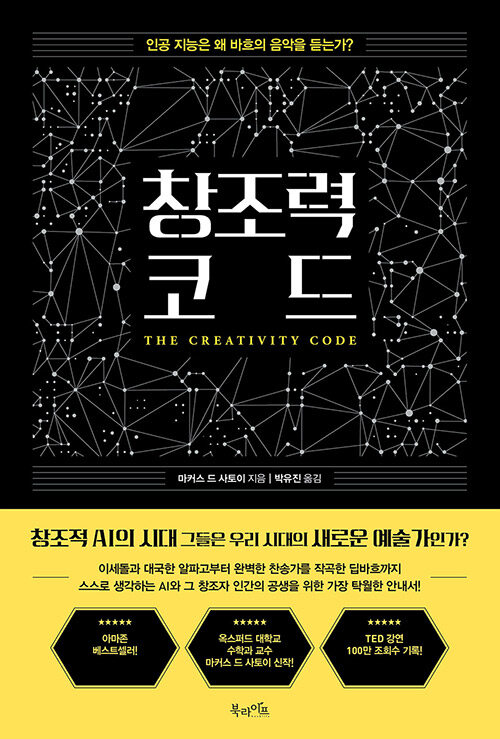 인공 지능은 왜 바흐의 음악을 듣는가?
창조력
코드
THE CREATIVITY CODE
마커스 드 사토이 지음 | 박유진 옮김
창조적 AI의 시대 그들은 우리 시대의 새로운 예술가인가?
이세돌과 대국한 알파고부터 완벽한 찬송가를 작곡한 딥바흐까지
스스로 생각하는 AI와 그 창조자 인간의 공생을 위한 가장 탁월한 안내서!
★★★★★
아마존
베스트셀러!
★★★★★
옥스퍼드 대학교
수학과 교수
마커스 드 사토이 신작!
★★★★★
TED 강연
100만 조회수 기록!
북라이프